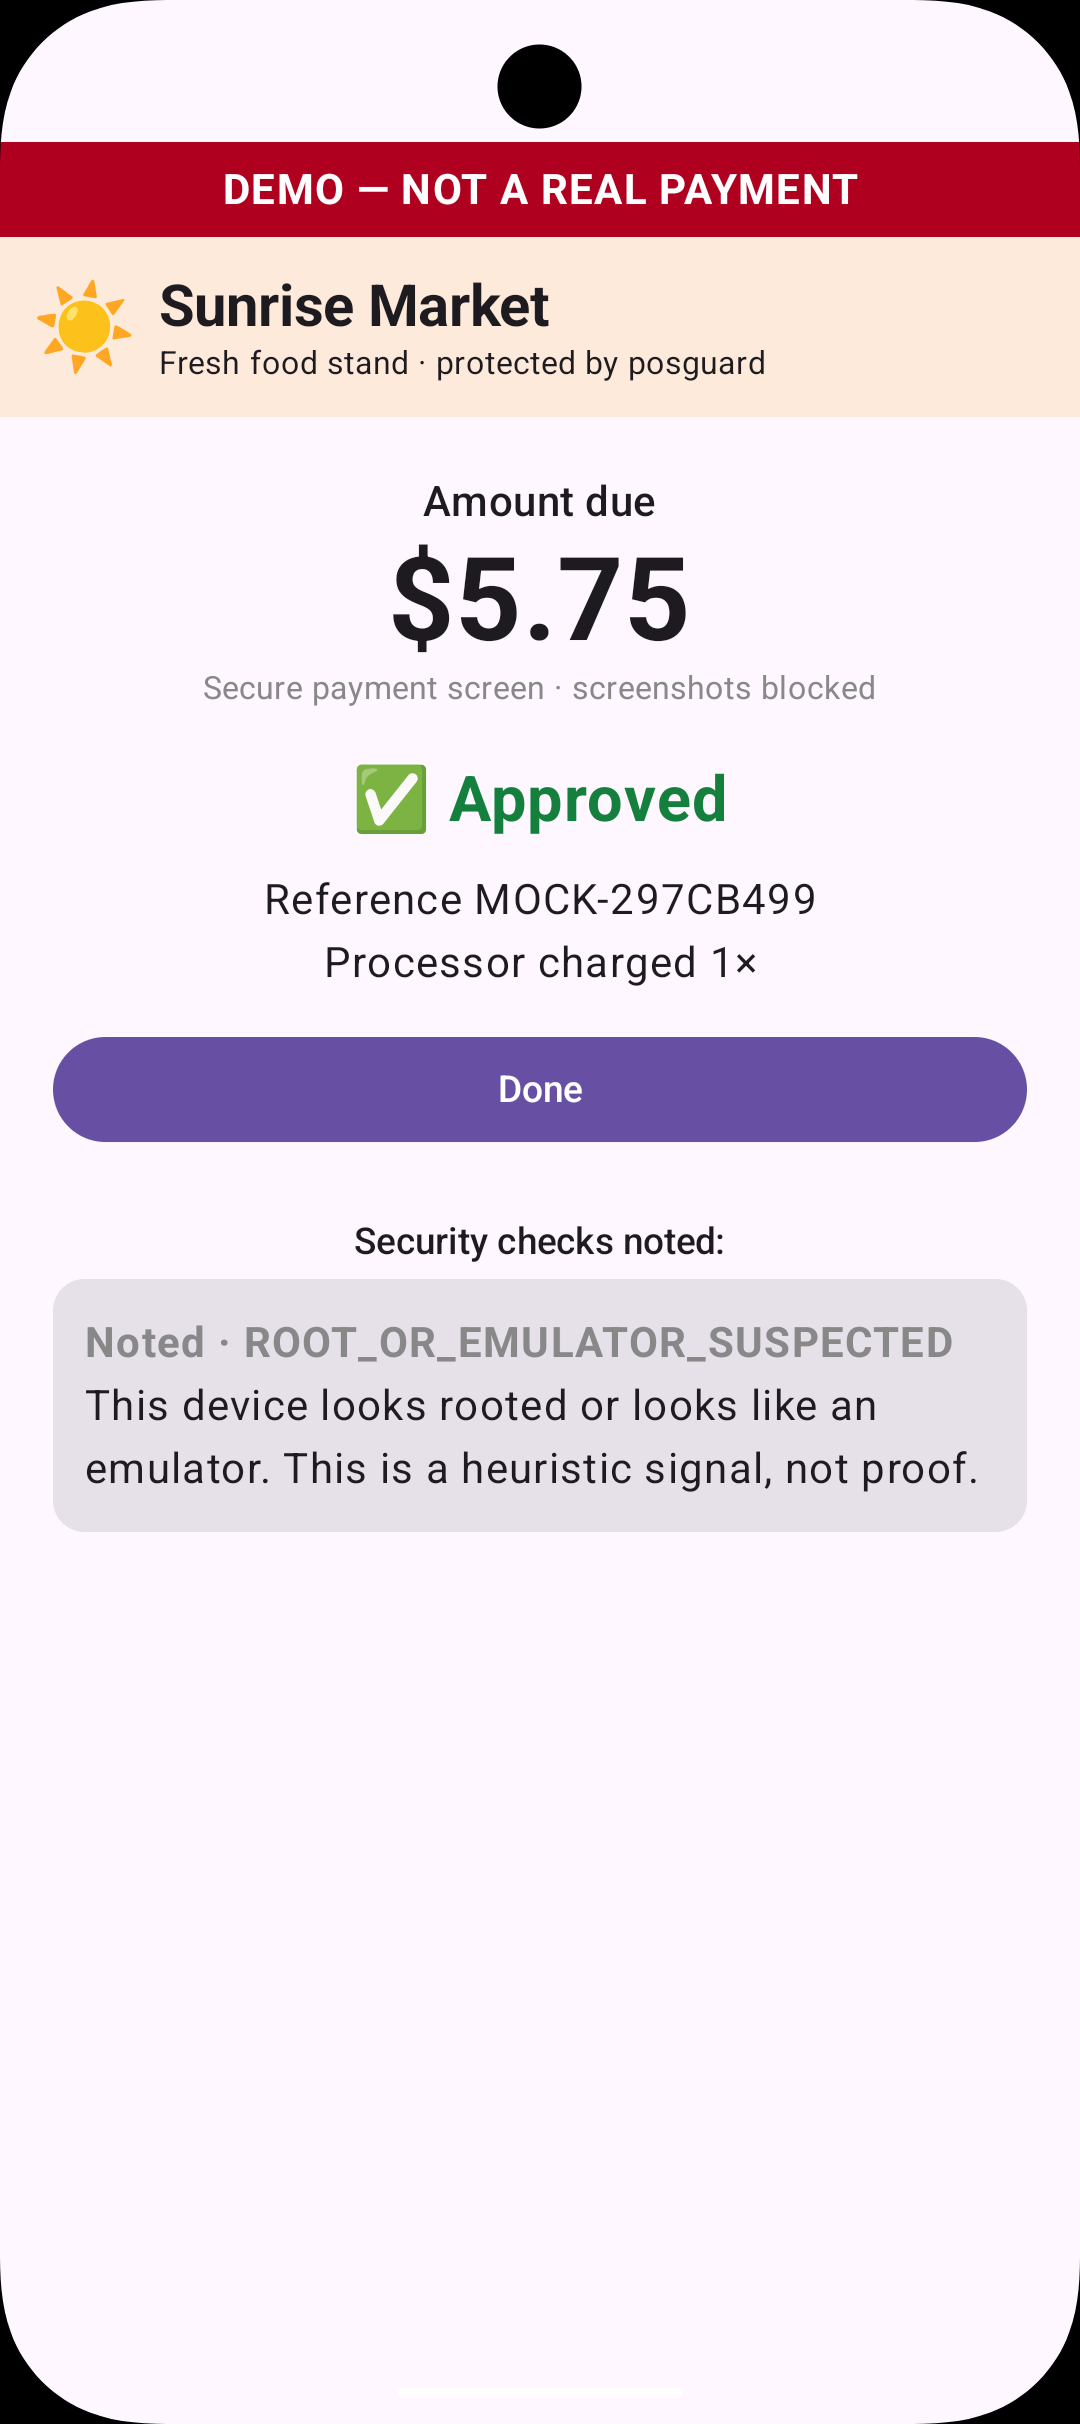 DEMO — NOT A REAL PAYMENT
Sunrise Market
Fresh food stand · protected by posguard
Amount due
$5.75
Secure payment screen · screenshots blocked
✅ Approved
Reference MOCK-297CB499
Processor charged 1×
Done
Security checks noted:
Noted · ROOT_OR_EMULATOR_SUSPECTED
This device looks rooted or looks like an
emulator. This is a heuristic signal, not proof.